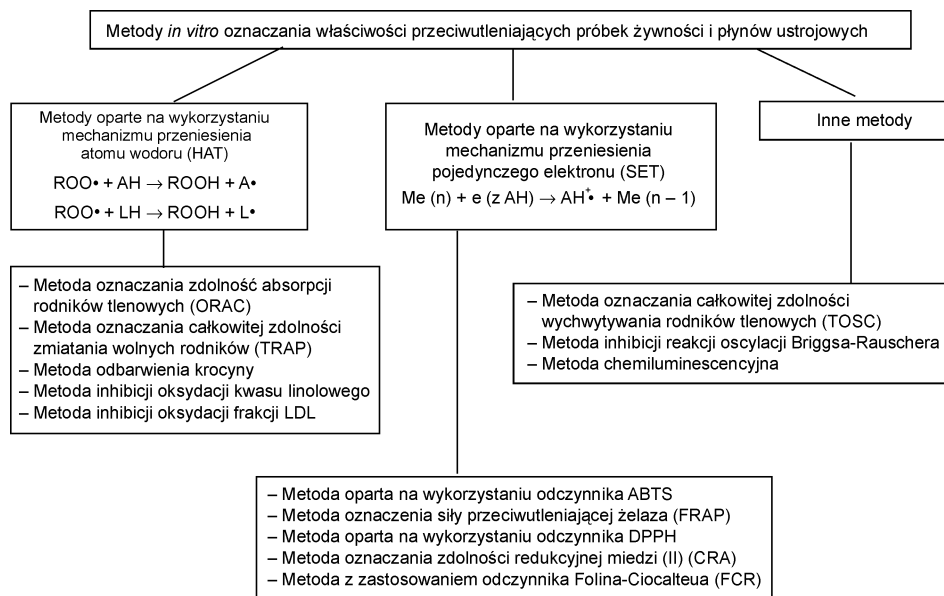 Metody in vitro oznaczania właściwości przeciwutleniających próbek żywności i płynów ustrojowych
Metody oparte na wykorzystaniu
mechanizmu przeniesienia
atomu wodoru (HAT)
ROO• + AH → ROOH + A•
ROO• + LH → ROOH + L•
Metody oparte na wykorzystaniu
mechanizmu przeniesienia
pojedynczego elektronu (SET)
Me (n) + e (z AH) → AH⁺• + Me (n – 1)
Inne metody
– Metoda oznaczania zdolność absorpcji
rodników tlenowych (ORAC)
– Metoda oznaczania całkowitej zdolności
zmiatania wolnych rodników (TRAP)
– Metoda odbarwienia krocyny
– Metoda inhibicji oksydacji kwasu linolowego
– Metoda inhibicji oksydacji frakcji LDL
– Metoda oznaczania całkowitej zdolności
wychwytywania rodników tlenowych (TOSC)
– Metoda inhibicji reakcji oscylacji Briggsa-Rauschera
– Metoda chemiluminescencyjna
– Metoda oparta na wykorzystaniu odczynnika ABTS
– Metoda oznaczenia siły przeciwutleniającej żelaza (FRAP)
– Metoda oparta na wykorzystaniu odczynnika DPPH
– Metoda oznaczania zdolności redukcyjnej miedzi (II) (CRA)
– Metoda z zastosowaniem odczynnika Folina-Ciocalteua (FCR)